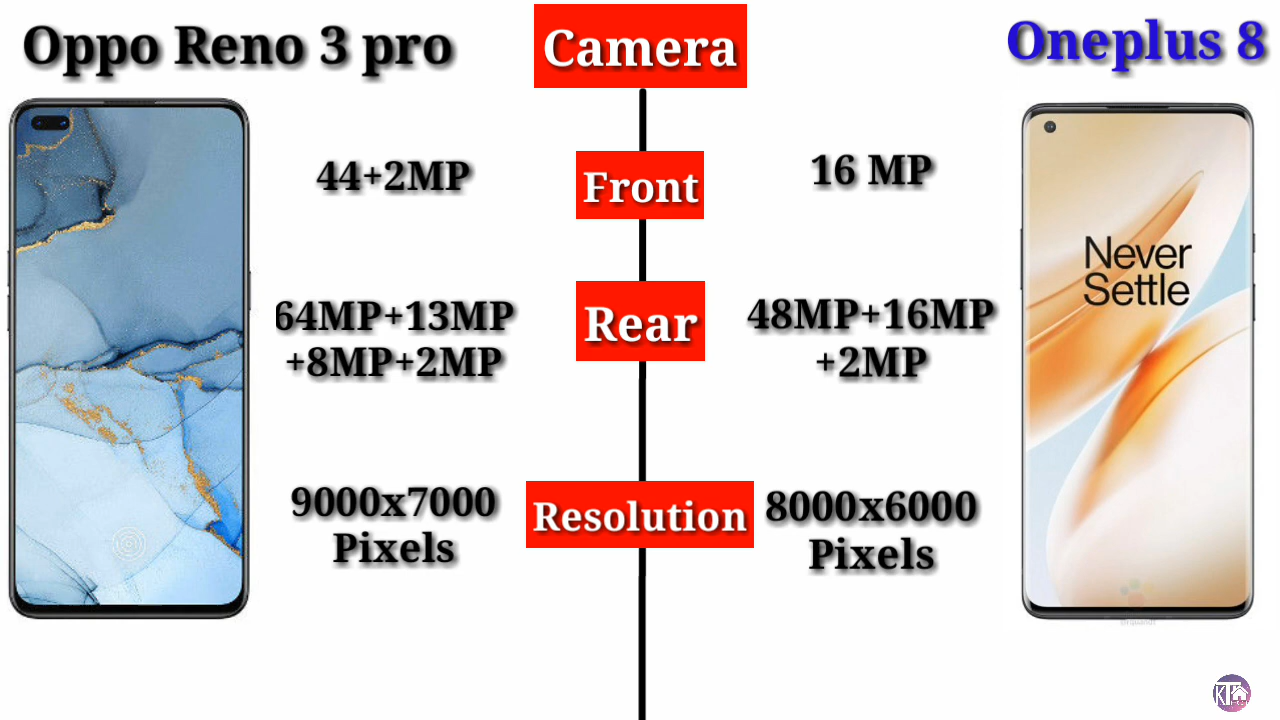 Oppo Reno 3 pro
Camera
Oneplus 8
44+2MP
Front
16 MP
64MP+13MP
+8MP+2MP
Rear
48MP+16MP
+2MP
Never
Settle
9000x7000
Pixels
Resolution
8000x6000
Pixels